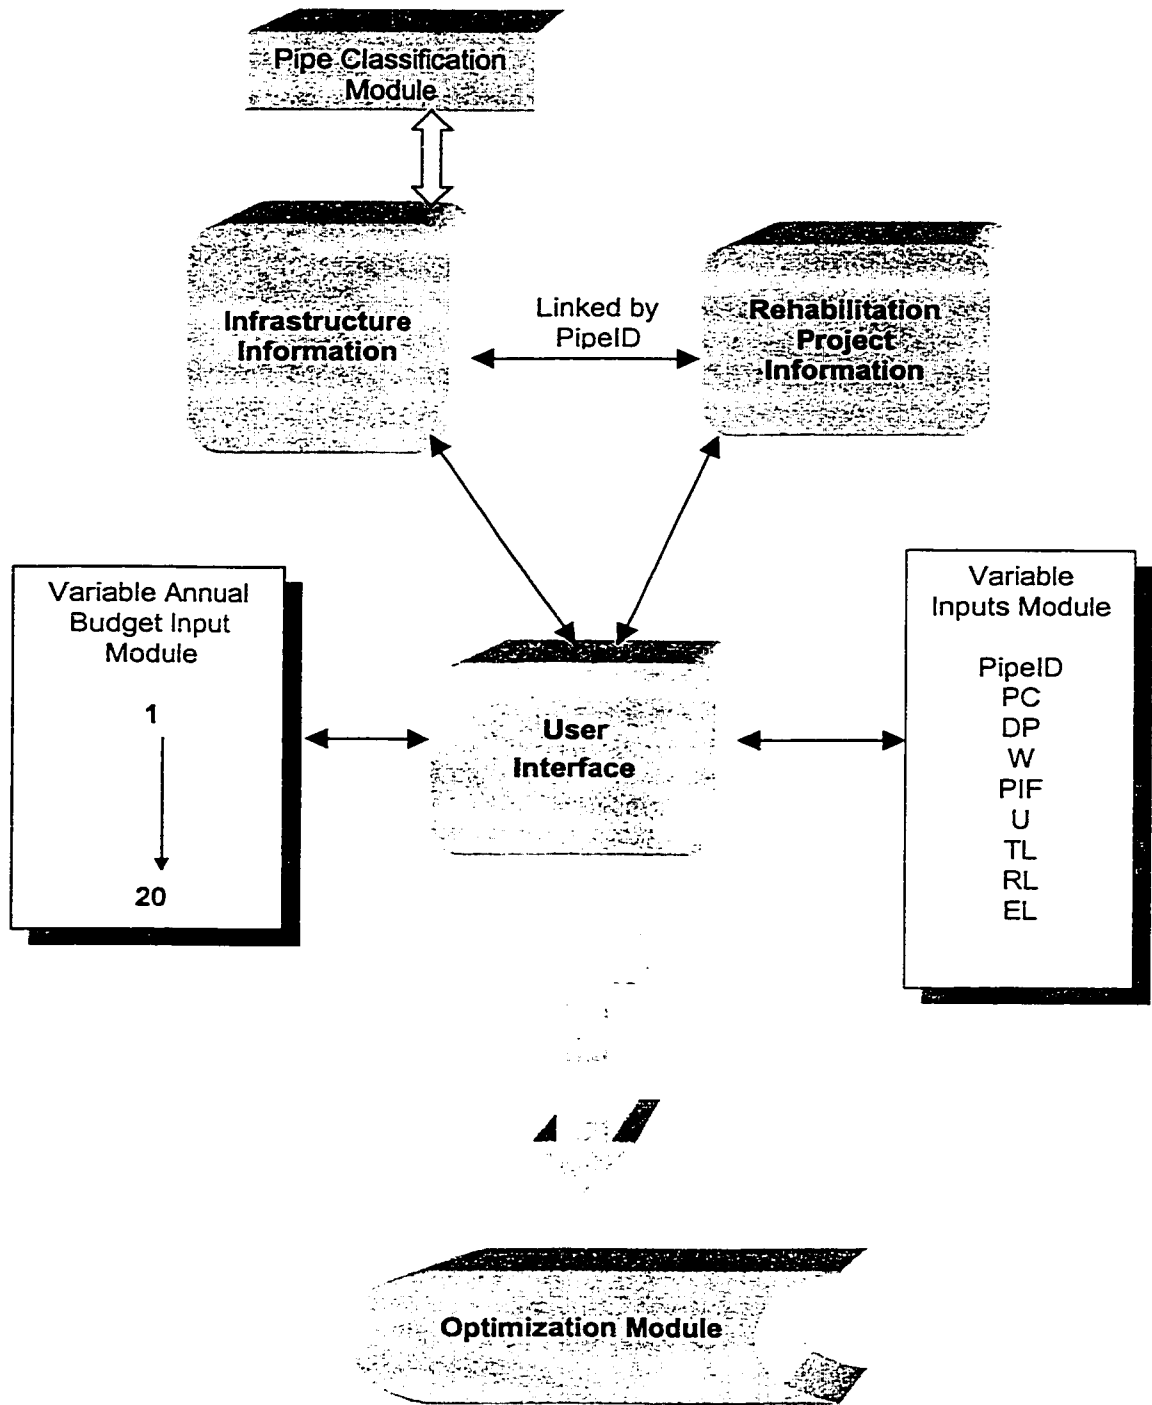 Pipe Classification
Module
Infrastructure
Information
Linked by
PipeID
Rehabilitation
Project
Information
Variable Annual
Budget Input
Module
1
20
User
Interface
Variable
Inputs Module
PipeID
PC
DP
W
PIF
U
TL
RL
EL
Optimization Module